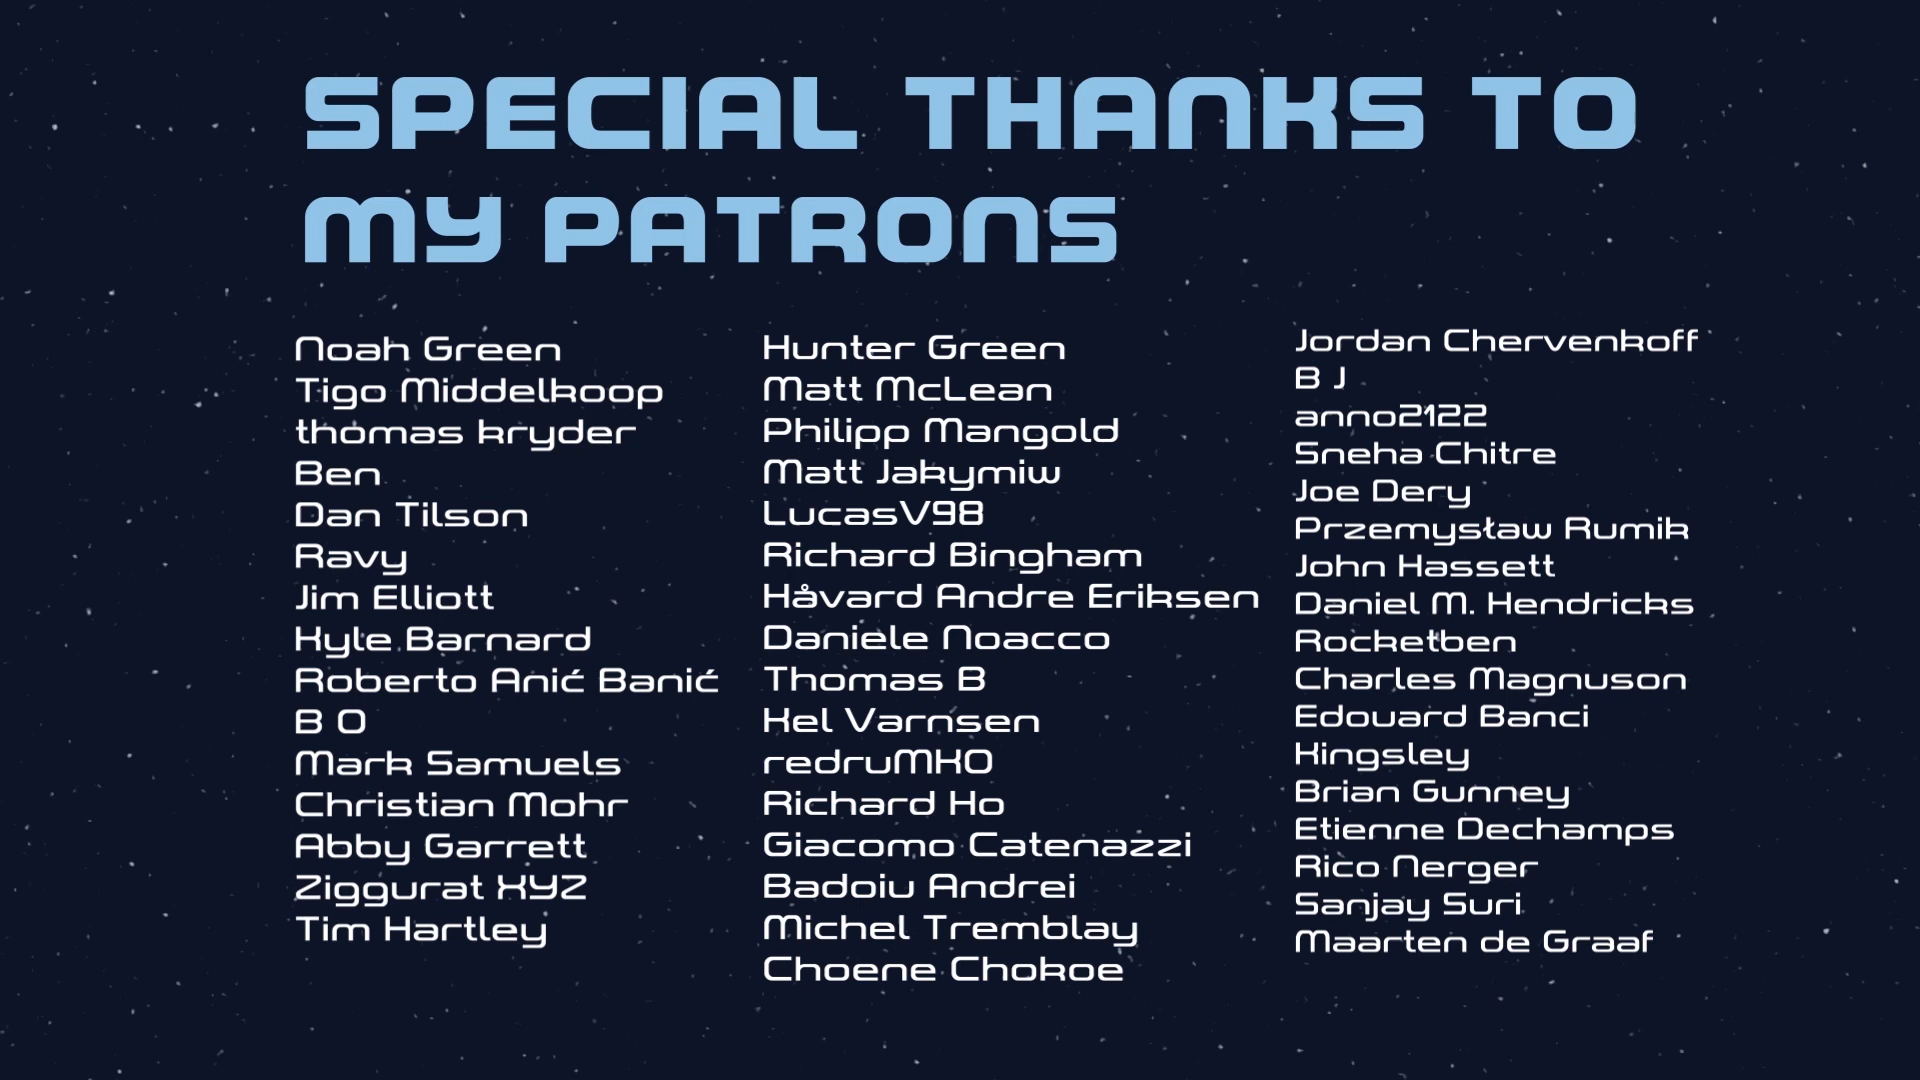 SPECIAL THANKS TO
MY PATRONS
Noah Green
Tigo Middelkoop
thomas kryder
Ben
Dan Tilson
Ravy
Jim Elliott
Kyle Barnard
Roberto Anić Banić
B O
Mark Samuels
Christian Mohr
Abby Garrett
Ziggurat XYZ
Tim Hartley
Hunter Green
Matt McLean
Philipp Mangold
Matt Jakymiw
LucasV98
Richard Bingham
Håvard Andre Eriksen
Daniele Noacco
Thomas B
Kel Varnsen
redruMKO
Richard Ho
Giacomo Catenazzi
Badoiu Andrei
Michel Tremblay
Choene Chokoe
Jordan Chervenkoff
B J
anno2122
Sneha Chitre
Joe Dery
Przemysław Rumik
John Hassett
Daniel M. Hendricks
Rocketben
Charles Magnuson
Edouard Banci
Kingsley
Brian Gunney
Etienne Dechamps
Rico Nerger
Sanjay Suri
Maarten de Graaf